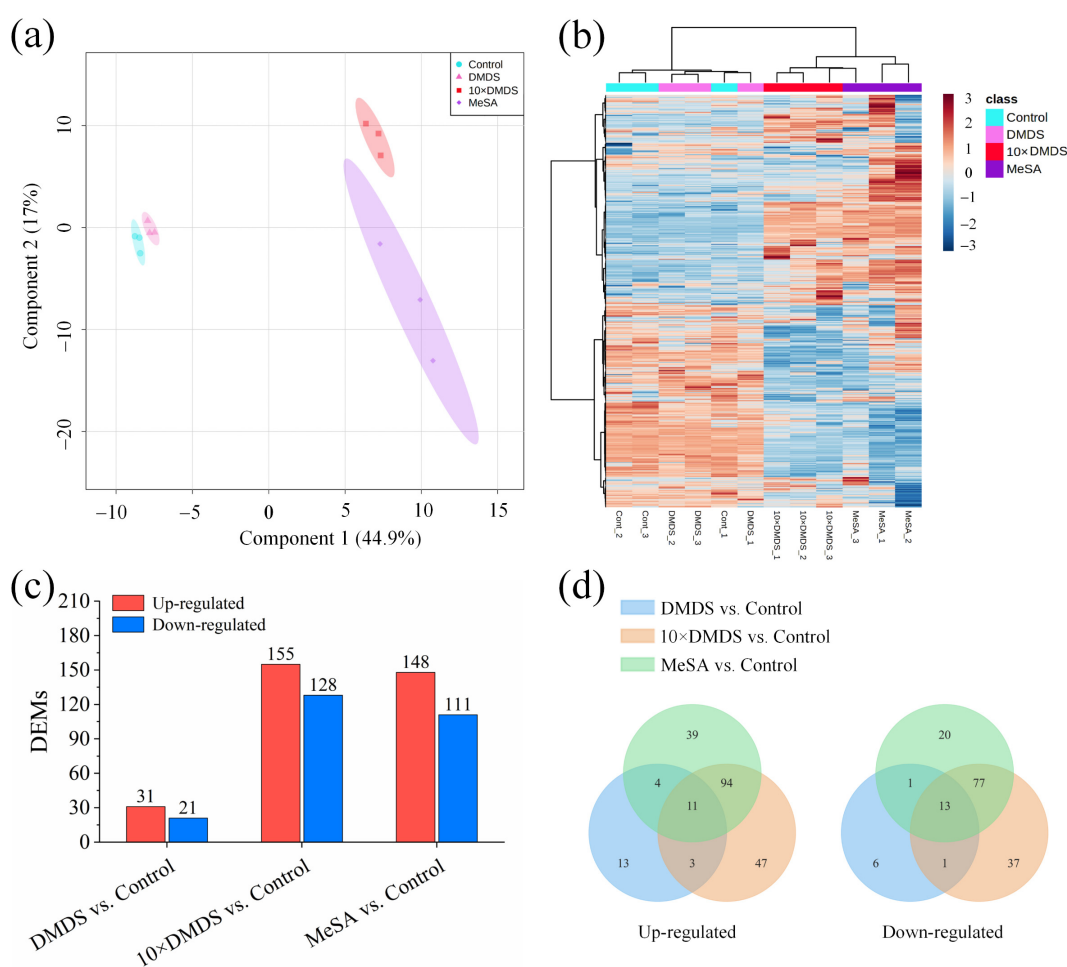 (a)
Control
DMDS
10×DMDS
MeSA
10
0
−10
−20
Component 2 (17%)
−10
−5
0
5
10
15
Component 1 (44.9%)
(b)
3
2
1
0
−1
−2
−3
class
Control
DMDS
10×DMDS
MeSA
Cont_2
Cont_3
DMDS_2
DMDS_3
Cont_1
DMDS_1
10×DMDS_1
10×DMDS_2
10×DMDS_3
MeSA_3
MeSA_1
MeSA_2
(c)
Up-regulated
Down-regulated
210
180
150
120
90
60
30
0
DEMs
31
21
155
128
148
111
DMDS vs. Control
10×DMDS vs. Control
MeSA vs. Control
(d)
DMDS vs. Control
10×DMDS vs. Control
MeSA vs. Control
39
4
94
11
13
3
47
Up-regulated
20
1
77
13
6
1
37
Down-regulated